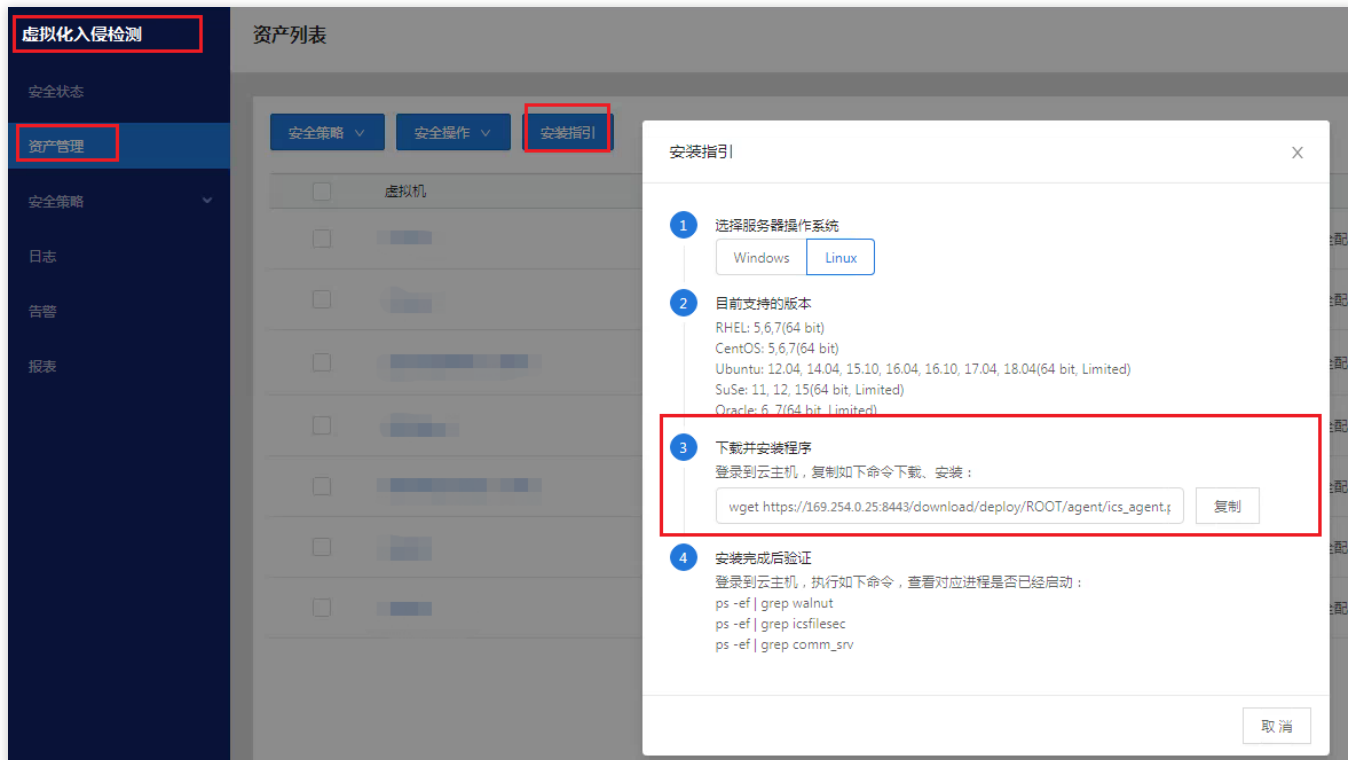 虚拟化入侵检测
安全状态
资产管理
安全策略
日志
告警
报表
资产列表
安全策略
安全操作
安装指引
虚拟机
安装指引
1
选择服务器操作系统
Windows
Linux
2
目前支持的版本
RHEL: 5,6,7(64 bit)
CentOS: 5,6,7(64 bit)
Ubuntu: 12.04, 14.04, 15.10, 16.04, 16.10, 17.04, 18.04(64 bit, Limited)
SuSe: 11, 12, 15(64 bit, Limited)
Oracle: 6, 7(64 bit, Limited)
3
下载并安装程序
登录到云主机，复制如下命令下载、安装：
wget https://169.254.0.25:8443/download/deploy/ROOT/agent/ics_agent.p
复制
4
安装完成后验证
登录到云主机，执行如下命令，查看对应进程是否已经启动：
ps -ef | grep walnut
ps -ef | grep icsfilesec
ps -ef | grep comm_srv
取消